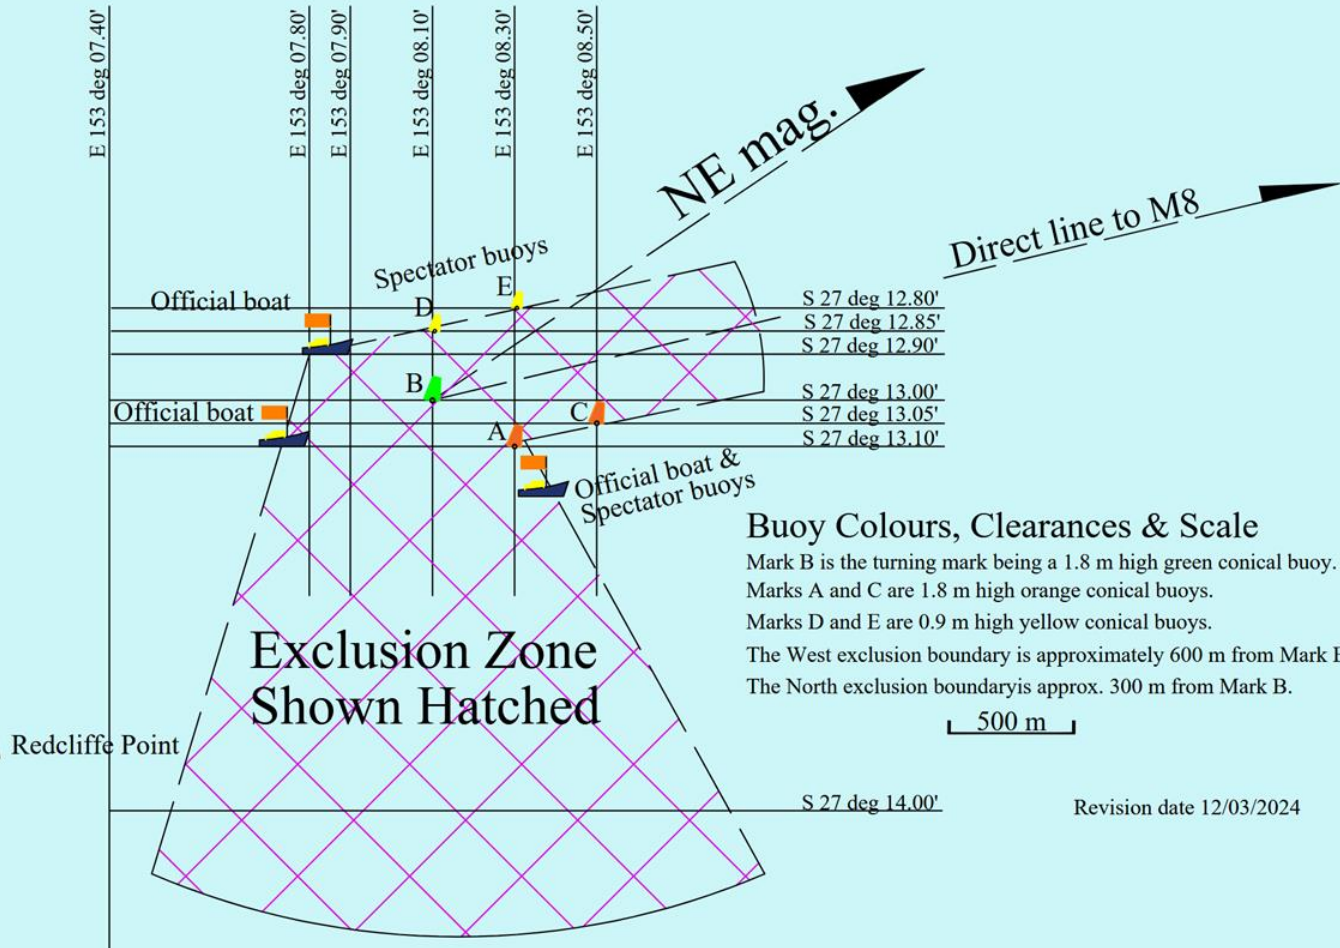 E 153 deg 07.40'
E 153 deg 07.80'
E 153 deg 07.90'
E 153 deg 08.10'
E 153 deg 08.30'
E 153 deg 08.50'
NE mag.
Direct line to M8
Spectator buoys
Official boat
E
D
S 27 deg 12.80'
S 27 deg 12.85'
S 27 deg 12.90'
B
S 27 deg 13.00'
Official boat
C
S 27 deg 13.05'
A
S 27 deg 13.10'
Official boat &
Spectator buoys
Buoy Colours, Clearances & Scale
Mark B is the turning mark being a 1.8 m high green conical buoy.
Marks A and C are 1.8 m high orange conical buoys.
Marks D and E are 0.9 m high yellow conical buoys.
The West exclusion boundary is approximately 600 m from Mark B
The North exclusion boundaryis approx. 300 m from Mark B.
500 m
Exclusion Zone
Shown Hatched
Redcliffe Point
S 27 deg 14.00'
Revision date 12/03/2024